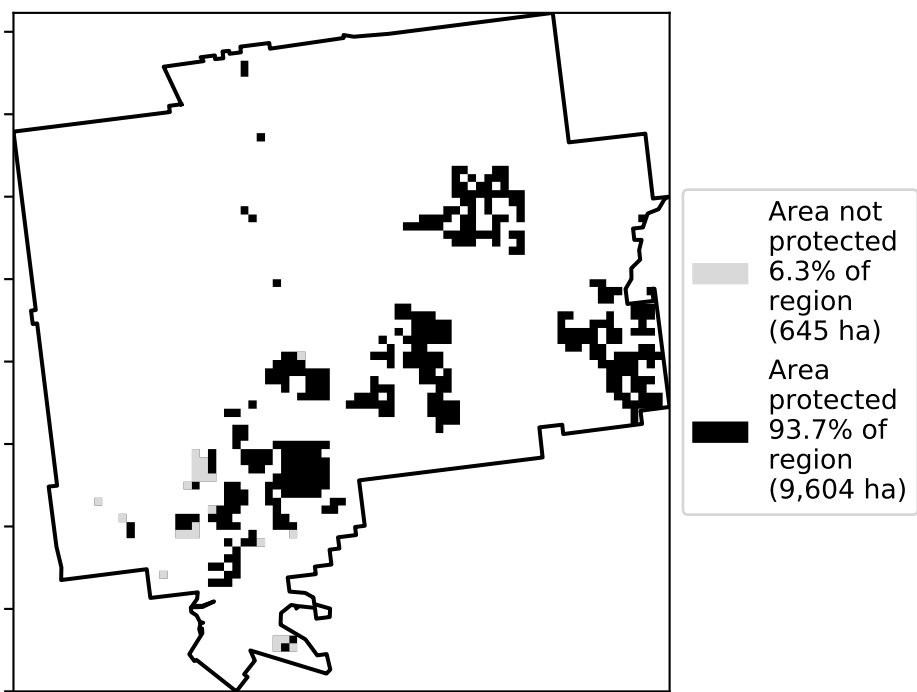 Area not
protected
6.3% of
region
(645 ha)
Area
protected
93.7% of
region
(9,604 ha)